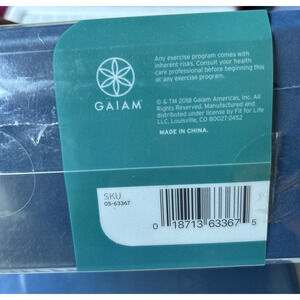 Any exercise program comes with
inherent risks. Consult your health
care professional before beginning this
or any exercise program.
GAIAM
© & TM 2018 Gaiam Americas, Inc. All
Rights Reserved. Manufactured and
distributed under license by Fit for Life
LLC, Louisville, CO 80027-2452
MADE IN CHINA.
SKU
05-63367
0 18713 63367 5